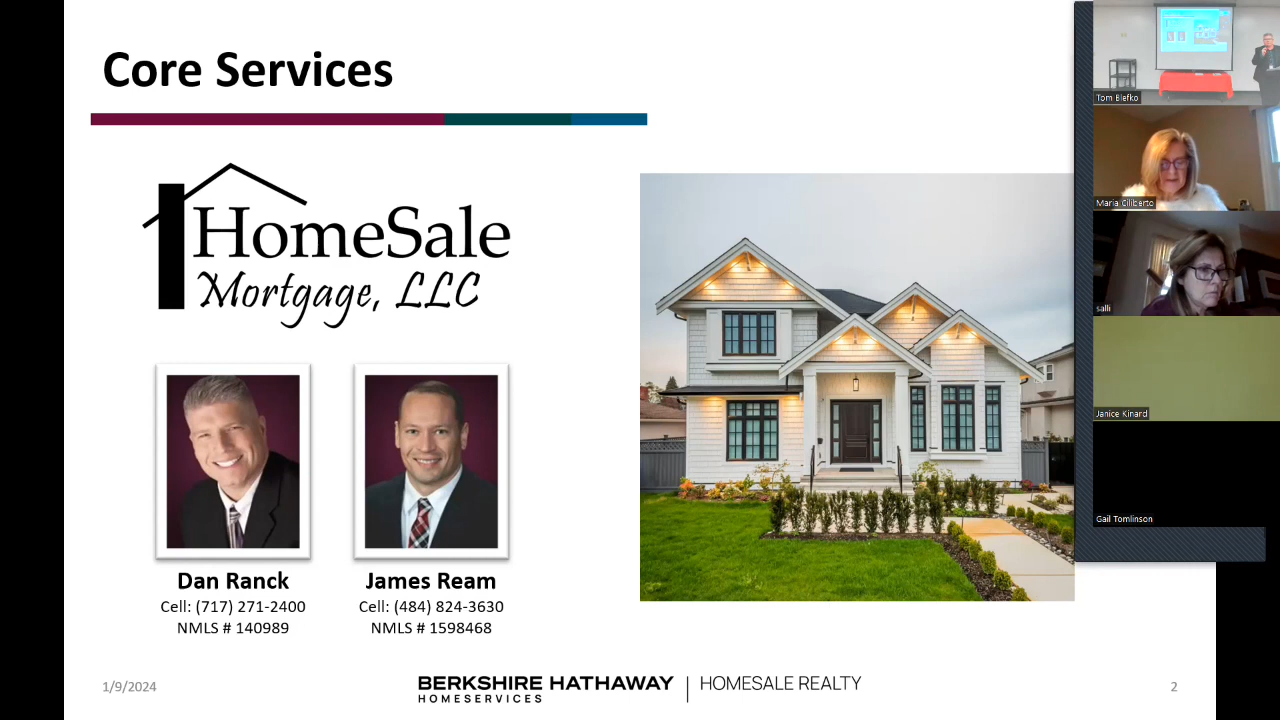 Core Services
HomeSale
Mortgage, LLC
Dan Ranck
Cell: (717) 271-2400
NMLS # 140989
James Ream
Cell: (484) 824-3630
NMLS # 1598468
1/9/2024
BERKSHIRE HATHAWAY
HOMESERVICES
HOMESALE REALTY
2
Tom Blefko
Maria Ciliberto
salli
Janice Kinard
Gail Tomlinson